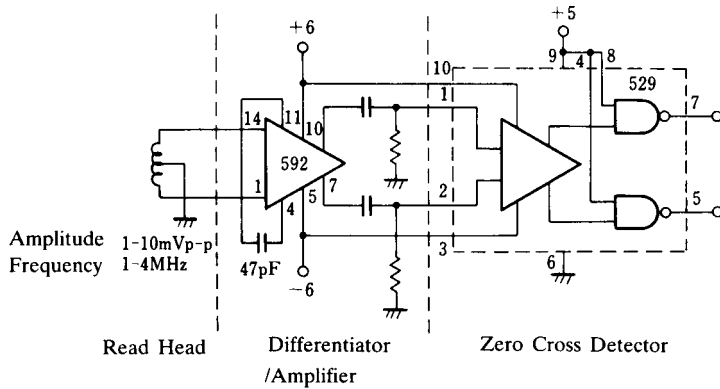 +6
+5
9 4 8
10
529
1
7
14
11
10
592
1
7
5
4
2
5
3
6
47pF
-6
Amplitude 1-10mVp-p
Frequency 1-4MHz
Read Head
Differentiator
/Amplifier
Zero Cross Detector